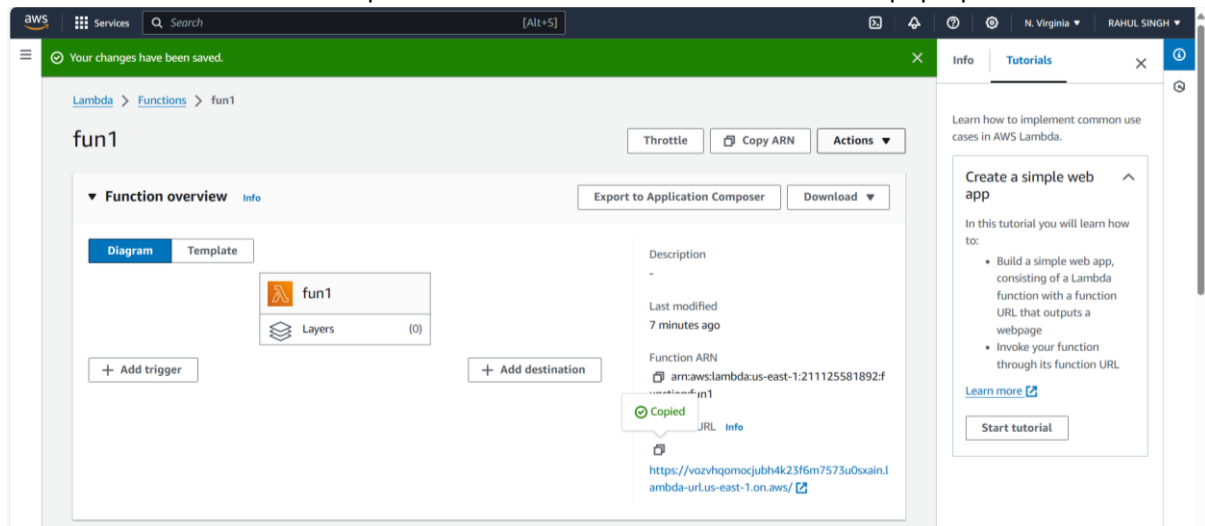 aws
Services
Search
[Alt+S]
N. Virginia ▼
RAHUL SINGH ▼
Your changes have been saved.
Lambda > Functions > fun1
fun1
Throttle
Copy ARN
Actions ▼
▼ Function overview Info
Export to Application Composer
Download ▼
Diagram
Template
fun1
Layers (0)
+ Add trigger
+ Add destination
Description
-
Last modified
7 minutes ago
Function ARN
arn:aws:lambda:us-east-1:211125581892:f
fun1
Copied
URL Info
https://vozvhqomocjubh4k23f6m7573u0sxain.l
ambda-url.us-east-1.on.aws/
Info
Tutorials
Learn how to implement common use
cases in AWS Lambda.
Create a simple web
app
In this tutorial you will learn how
to:
• Build a simple web app,
consisting of a Lambda
function with a function
URL that outputs a
webpage
• Invoke your function
through its function URL
Learn more
Start tutorial